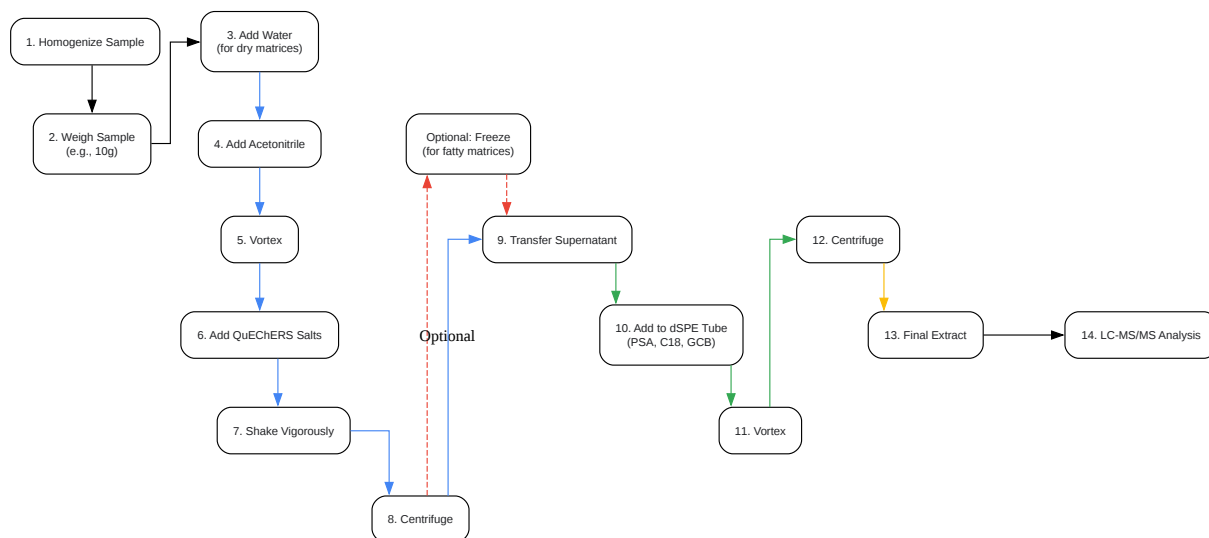 1. Homogenize Sample
2. Weigh Sample
(e.g., 10g)
3. Add Water
(for dry matrices)
4. Add Acetonitrile
5. Vortex
6. Add QuEChERS Salts
7. Shake Vigorously
8. Centrifuge
Optional
Optional: Freeze
(for fatty matrices)
9. Transfer Supernatant
10. Add to dSPE Tube
(PSA, C18, GCB)
11. Vortex
12. Centrifuge
13. Final Extract
14. LC-MS/MS Analysis